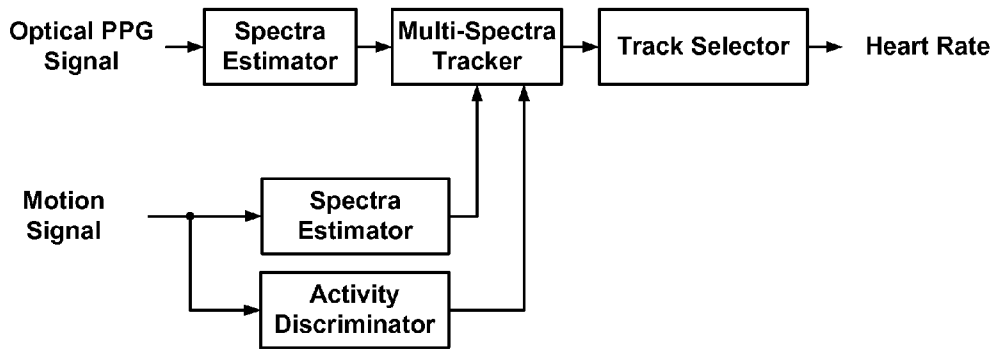 Optical PPG
Signal
Spectra
Estimator
Multi-Spectra
Tracker
Track Selector
Heart Rate
Motion
Signal
Spectra
Estimator
Activity
Discriminator